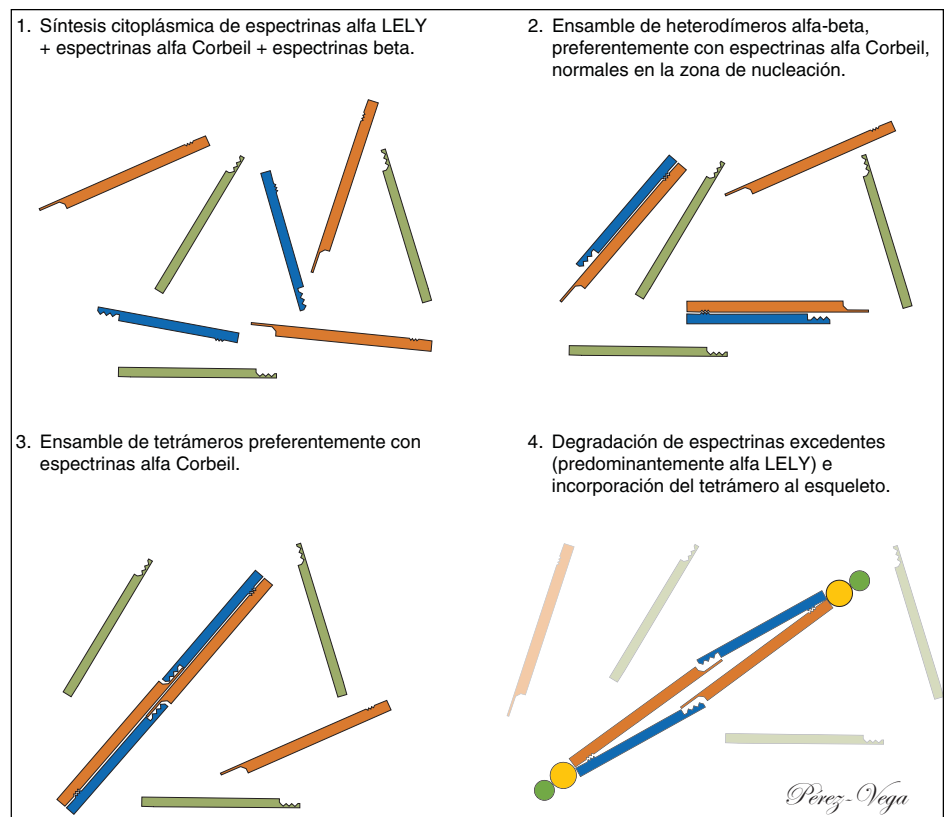 1. Síntesis citoplásmica de espectrinas alfa LELY
+ espectrinas alfa Corbeil + espectrinas beta.
2. Ensamble de heterodímeros alfa-beta,
preferentemente con espectrinas alfa Corbeil,
normales en la zona de nucleación.
3. Ensamble de tetrámeros preferentemente con
espectrinas alfa Corbeil.
4. Degradación de espectrinas excedentes
(predominantemente alfa LELY) e
incorporación del tetrámero al esqueleto.
Pérez-Vega